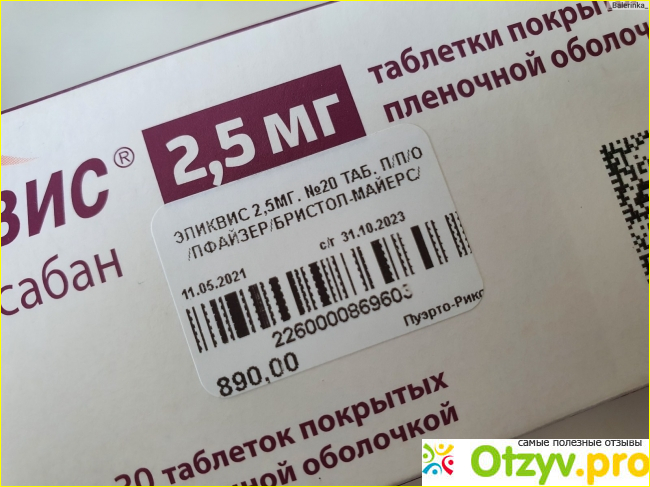 Balerinka_
таблетки покрыт
пленочной оболоч
2,5 мг
ВИС®
сабан
ЭЛИКВИС 2,5МГ. №20 ТАБ. П/П/О
/ПФАЙЗЕР/БРИСТОЛ-МАЙЕРС/
11.05.2021
с/г 31.10.2023
2260000869603
890,00
Пуэрто-Рико
20 таблеток покрытых
ной оболочкой
самые полезные отзывы
Otzyv.pro